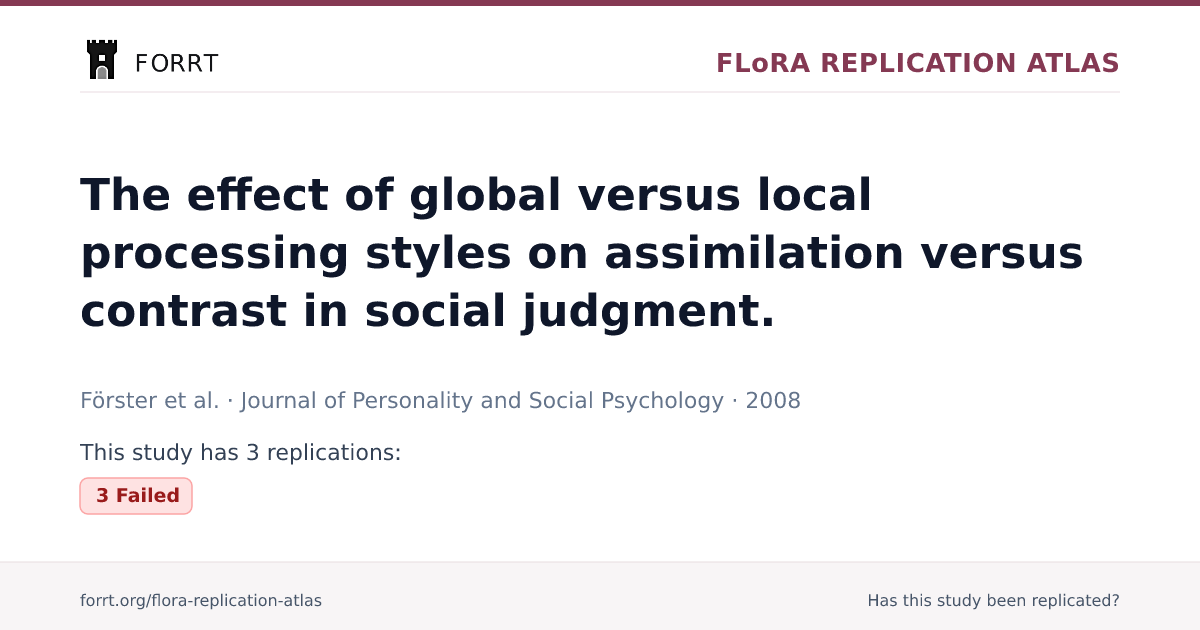 FORRT
FLoRA REPLICATION ATLAS
The effect of global versus local
processing styles on assimilation versus
contrast in social judgment.
Förster et al. · Journal of Personality and Social Psychology · 2008
This study has 3 replications:
3 Failed
forrt.org/flora-replication-atlas
Has this study been replicated?